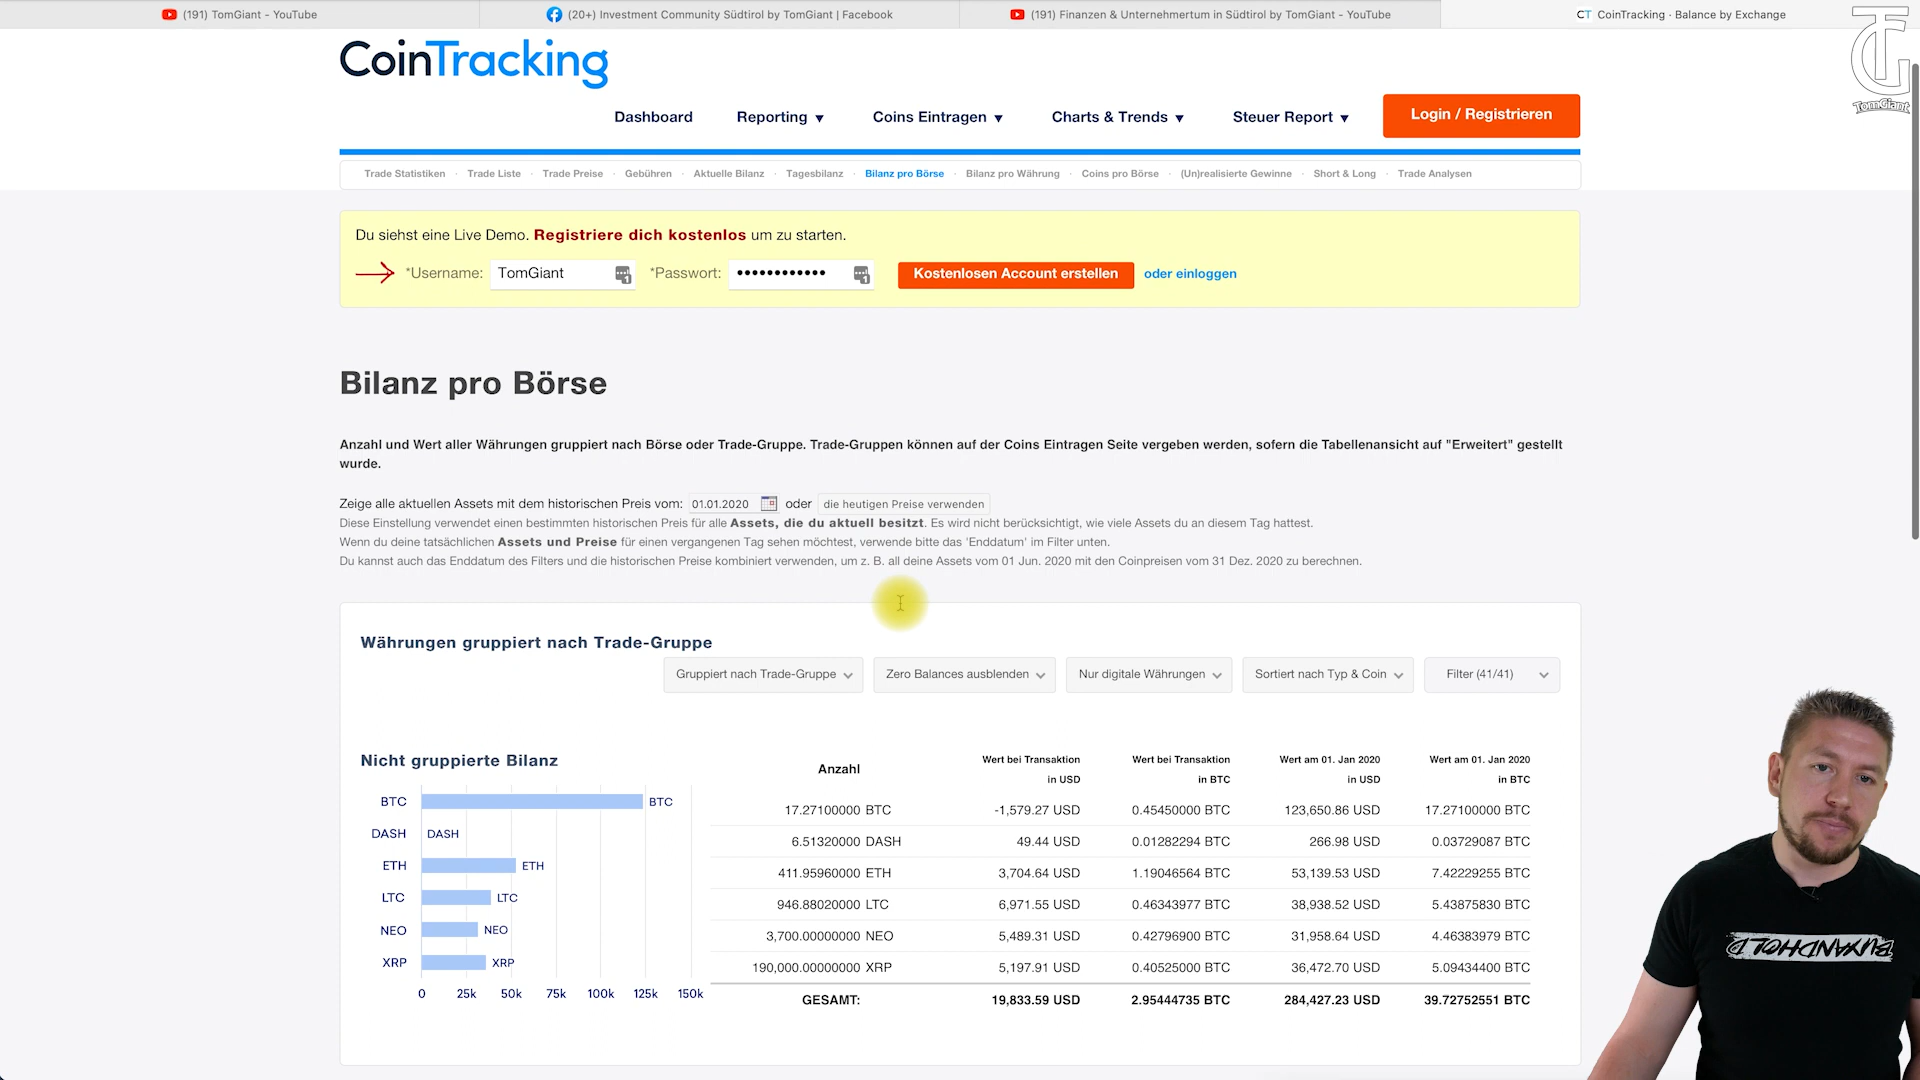 (191) TomGiant - YouTube
(20+) Investment Community Südtirol by TomGiant | Facebook
(191) Finanzen & Unternehmertum in Südtirol by TomGiant - YouTube
CT CoinTracking · Balance by Exchange
TG
TomGiant
CoinTracking
Dashboard
Reporting ▼
Coins Eintragen ▼
Charts & Trends ▼
Steuer Report ▼
Login / Registrieren
Trade Statistiken · Trade Liste · Trade Preise · Gebühren · Aktuelle Bilanz · Tagesbilanz · Bilanz pro Börse · Bilanz pro Währung · Coins pro Börse · (Un)realisierte Gewinne · Short & Long · Trade Analysen
Du siehst eine Live Demo. Registriere dich kostenlos um zu starten.
*Username: TomGiant *Passwort: •••••••••••• Kostenlosen Account erstellen oder einloggen
Bilanz pro Börse
Anzahl und Wert aller Währungen gruppiert nach Börse oder Trade-Gruppe. Trade-Gruppen können auf der Coins Eintragen Seite vergeben werden, sofern die Tabellenansicht auf "Erweitert" gestellt
wurde.
Zeige alle aktuellen Assets mit dem historischen Preis vom: 01.01.2020 oder die heutigen Preise verwenden
Diese Einstellung verwendet einen bestimmten historischen Preis für alle Assets, die du aktuell besitzt. Es wird nicht berücksichtigt, wie viele Assets du an diesem Tag hattest.
Wenn du deine tatsächlichen Assets und Preise für einen vergangenen Tag sehen möchtest, verwende bitte das 'Enddatum' im Filter unten.
Du kannst auch das Enddatum des Filters und die historischen Preise kombiniert verwenden, um z. B. all deine Assets vom 01 Jun. 2020 mit den Coinpreisen vom 31 Dez. 2020 zu berechnen.
Währungen gruppiert nach Trade-Gruppe
Gruppiert nach Trade-Gruppe
Zero Balances ausblenden
Nur digitale Währungen
Sortiert nach Typ & Coin
Filter (41/41)
Nicht gruppierte Bilanz
BTC BTC
DASH DASH
ETH ETH
LTC LTC
NEO NEO
XRP XRP
0 25k 50k 75k 100k 125k 150k
Anzahl
Wert bei Transaktion
in USD
Wert bei Transaktion
in BTC
Wert am 01. Jan 2020
in USD
Wert am 01. Jan 2020
in BTC
17.27100000 BTC -1,579.27 USD 0.45450000 BTC 123,650.86 USD 17.27100000 BTC
6.51320000 DASH 49.44 USD 0.01282294 BTC 266.98 USD 0.03729087 BTC
411.95960000 ETH 3,704.64 USD 1.19046564 BTC 53,139.53 USD 7.42229255 BTC
946.88020000 LTC 6,971.55 USD 0.46343977 BTC 38,938.52 USD 5.43875830 BTC
3,700.00000000 NEO 5,489.31 USD 0.42796900 BTC 31,958.64 USD 4.46383979 BTC
190,000.00000000 XRP 5,197.91 USD 0.40525000 BTC 36,472.70 USD 5.09434400 BTC
GESAMT: 19,833.59 USD 2.95444735 BTC 284,427.23 USD 39.72752551 BTC
BUYANDHOLD